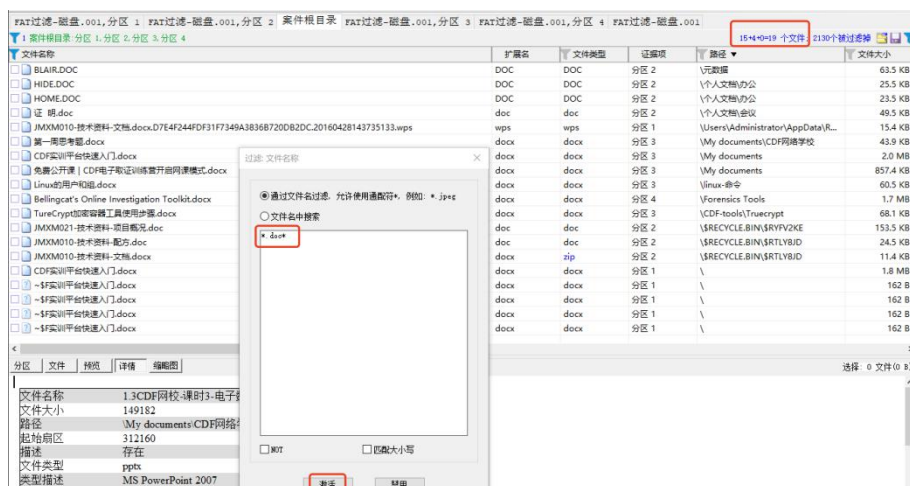 FAT过滤-磁盘.001,分区 1 FAT过滤-磁盘.001,分区 2 案件根目录 FAT过滤-磁盘.001,分区 3 FAT过滤-磁盘.001,分区 4 FAT过滤-磁盘.001
1 案件根目录:分区 1,分区 2,分区 3,分区 4 15+4+0=19 个文件; 2130个被过滤掉
文件名称 扩展名 文件类型 证据项 路径 ▼ 文件大小
BLAIR.DOC DOC DOC 分区 2 \元数据 63.5 KB
HIDE.DOC DOC DOC 分区 2 \个人文档\办公 25.5 KB
HOME.DOC DOC DOC 分区 2 \个人文档\办公 23.5 KB
证 明.doc doc doc 分区 2 \个人文档\会议 49.5 KB
JMXM010-技术资料-文档.docx.D7E4F244FDF31F7349A3B36B720DB2DC.20160428143735133.wps wps wps 分区 1 \Users\Administrator\AppData\R... 15.4 KB
第一周思考题.docx docx docx 分区 3 \My documents\CDF网络学校 43.9 KB
CDF实训平台快速入门.docx docx docx 分区 3 \My documents 2.0 MB
免费公开课 | CDF电子取证训练营开启网课模式.docx docx docx 分区 3 \My documents 857.4 KB
Linux的用户和组.docx docx docx 分区 3 \linux-命令 60.5 KB
Bellingcat's Online Investigation Toolkit.docx docx docx 分区 4 \Forensics Tools 1.7 MB
TureCrypt加密容器工具使用步骤.docx docx docx 分区 3 \CDF-tools\Truecrypt 68.1 KB
JMXM021-技术资料-项目概况.doc doc doc 分区 2 \$RECYCLE.BIN\$RYFV2KE 153.5 KB
JMXM010-技术资料-配方.doc doc doc 分区 2 \$RECYCLE.BIN\$RTLY8JD 24.5 KB
JMXM010-技术资料-文档.docx docx zip 分区 2 \$RECYCLE.BIN\$RTLY8JD 11.4 KB
CDF实训平台快速入门.docx docx docx 分区 1 \ 1.8 MB
~$F实训平台快速入门.docx docx docx 分区 1 \ 162 B
~$F实训平台快速入门.docx docx docx 分区 1 \ 162 B
~$F实训平台快速入门.docx docx docx 分区 1 \ 162 B
~$F实训平台快速入门.docx docx docx 分区 1 \ 162 B
过滤: 文件名称
通过文件名过滤, 允许使用通配符*, 例如: *.jpeg
文件名中搜索
*.doc*
NOT 匹配大小写
激活 禁用
分区 文件 预览 详情 缩略图 选择: 0 文件(0 B)
文件名称 1.3CDF网校-课时3-电子
文件大小 149182
路径 \My documents\CDF网络
起始扇区 312160
描述 存在
文件类型 pptx
类型描述 MS PowerPoint 2007